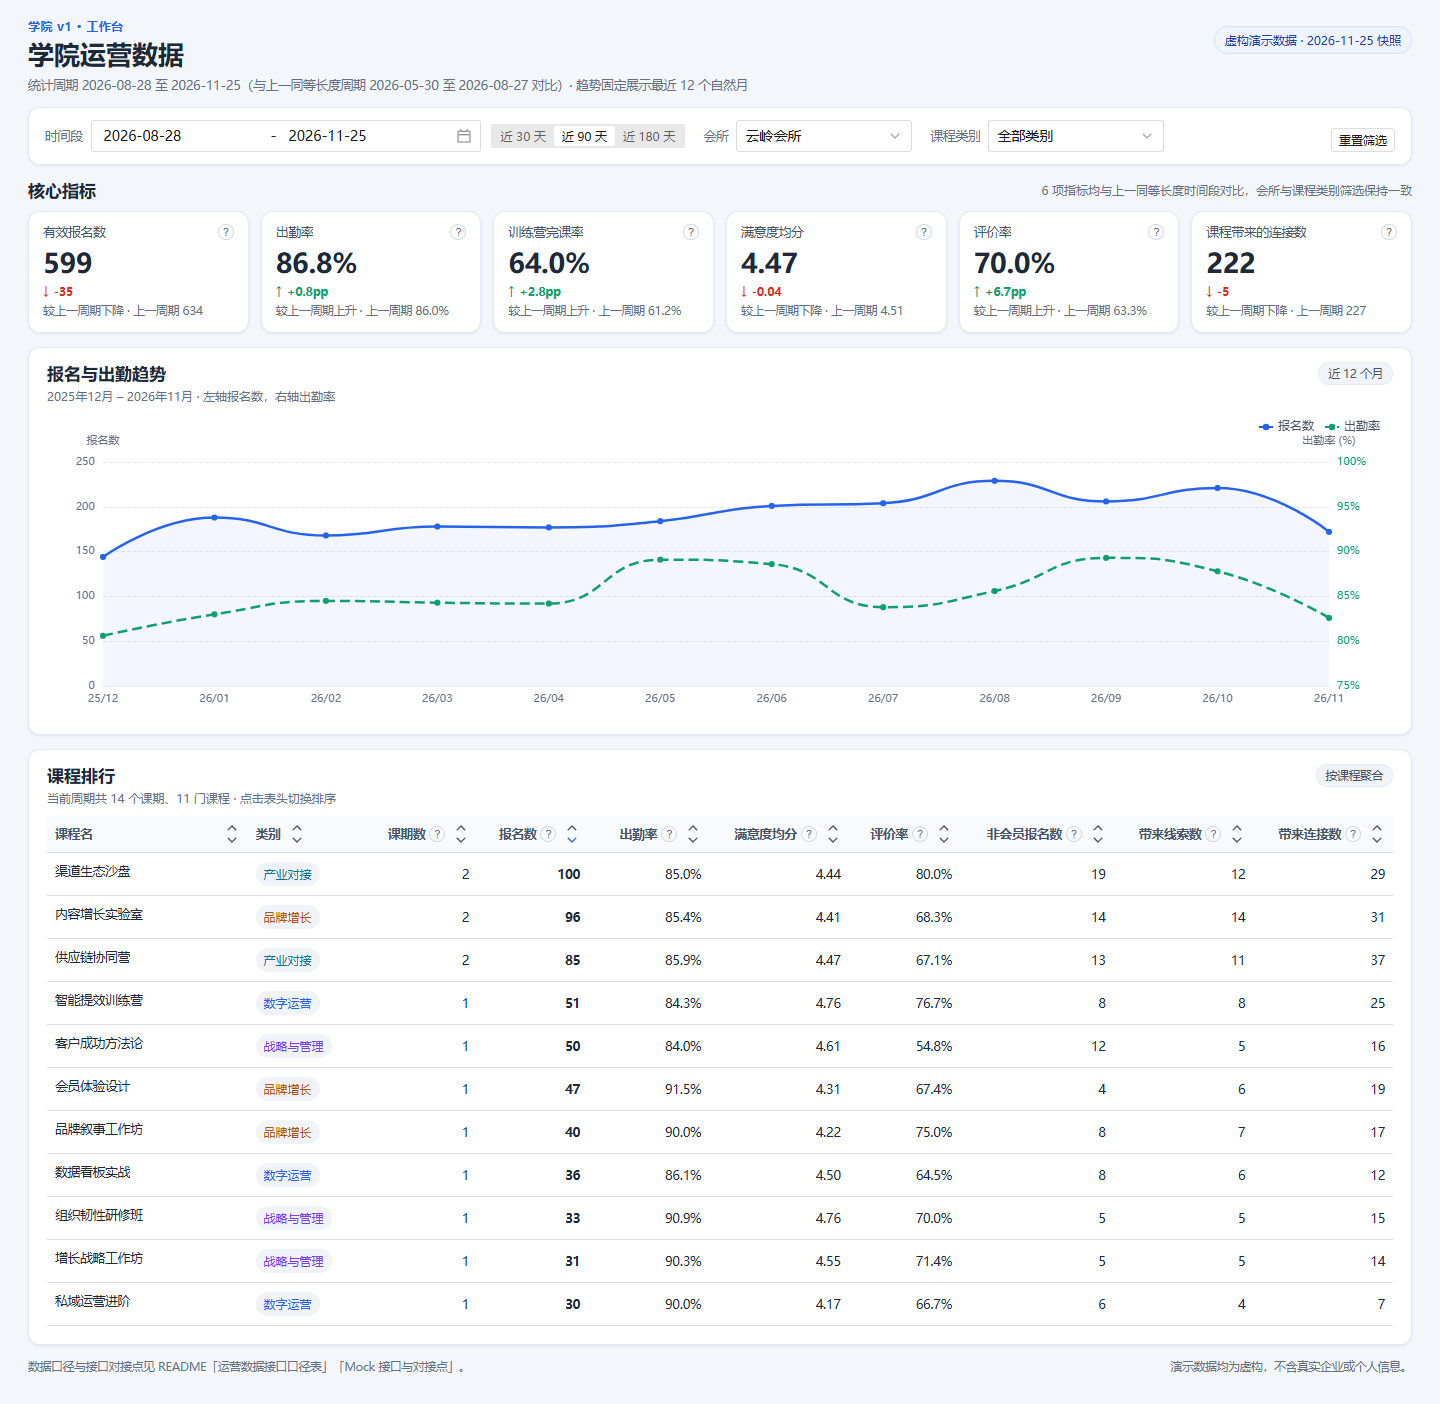 学院 v1 • 工作台
学院运营数据
虚构演示数据 · 2026-11-25 快照
统计周期 2026-08-28 至 2026-11-25（与上一同等长度周期 2026-05-30 至 2026-08-27 对比）· 趋势固定展示最近 12 个自然月
时间段 2026-08-28 - 2026-11-25 近 30 天 近 90 天 近 180 天 会所 云岭会所 课程类别 全部类别 重置筛选
核心指标 6 项指标均与上一同等长度时间段对比，会所与课程类别筛选保持一致
有效报名数 ?
599
↓ -35
较上一周期下降 · 上一周期 634
出勤率 ?
86.8%
↑ +0.8pp
较上一周期上升 · 上一周期 86.0%
训练营完课率 ?
64.0%
↑ +2.8pp
较上一周期上升 · 上一周期 61.2%
满意度均分 ?
4.47
↓ -0.04
较上一周期下降 · 上一周期 4.51
评价率 ?
70.0%
↑ +6.7pp
较上一周期上升 · 上一周期 63.3%
课程带来的连接数 ?
222
↓ -5
较上一周期下降 · 上一周期 227
报名与出勤趋势 近 12 个月
2025年12月 – 2026年11月 · 左轴报名数，右轴出勤率
报名数 出勤率
报名数 出勤率 (%)
250 100%
200 95%
150 90%
100 85%
50 80%
0 75%
25/12 26/01 26/02 26/03 26/04 26/05 26/06 26/07 26/08 26/09 26/10 26/11
课程排行 按课程聚合
当前周期共 14 个课期、11 门课程 · 点击表头切换排序
课程名 类别 课期数 ? 报名数 ? 出勤率 ? 满意度均分 ? 评价率 ? 非会员报名数 ? 带来线索数 ? 带来连接数 ?
渠道生态沙盘 产业对接 2 100 85.0% 4.44 80.0% 19 12 29
内容增长实验室 品牌增长 2 96 85.4% 4.41 68.3% 14 14 31
供应链协同营 产业对接 2 85 85.9% 4.47 67.1% 13 11 37
智能提效训练营 数字运营 1 51 84.3% 4.76 76.7% 8 8 25
客户成功方法论 战略与管理 1 50 84.0% 4.61 54.8% 12 5 16
会员体验设计 品牌增长 1 47 91.5% 4.31 67.4% 4 6 19
品牌叙事工作坊 品牌增长 1 40 90.0% 4.22 75.0% 8 7 17
数据看板实战 数字运营 1 36 86.1% 4.50 64.5% 8 6 12
组织韧性研修班 战略与管理 1 33 90.9% 4.76 70.0% 5 5 15
增长战略工作坊 战略与管理 1 31 90.3% 4.55 71.4% 5 5 14
私域运营进阶 数字运营 1 30 90.0% 4.17 66.7% 6 4 7
数据口径与接口对接点见 README「运营数据接口口径表」「Mock 接口与对接点」。
演示数据均为虚构，不含真实企业或个人信息。